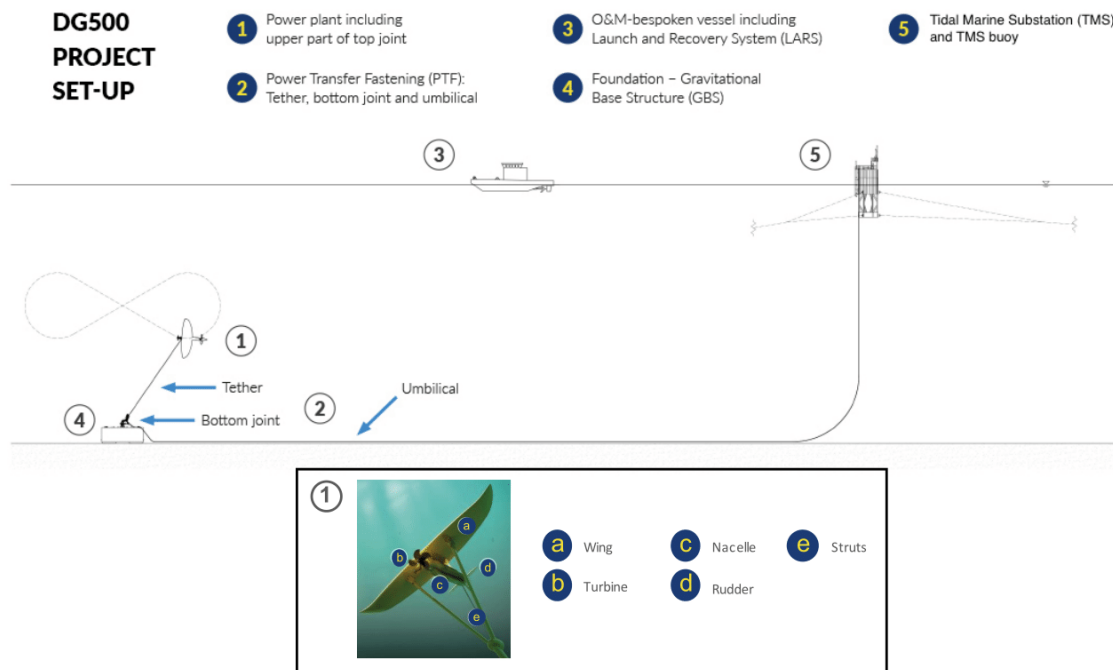 DG500
PROJECT
SET-UP
1 Power plant including
upper part of top joint
2 Power Transfer Fastening (PTF):
Tether, bottom joint and umbilical
3 O&M-bespoken vessel including
Launch and Recovery System (LARS)
4 Foundation – Gravitational
Base Structure (GBS)
5 Tidal Marine Substation (TMS)
and TMS buoy
3
5
1
Tether
Umbilical
2
4
Bottom joint
1
a
b
c
d
e
a Wing
c Nacelle
e Struts
b Turbine
d Rudder